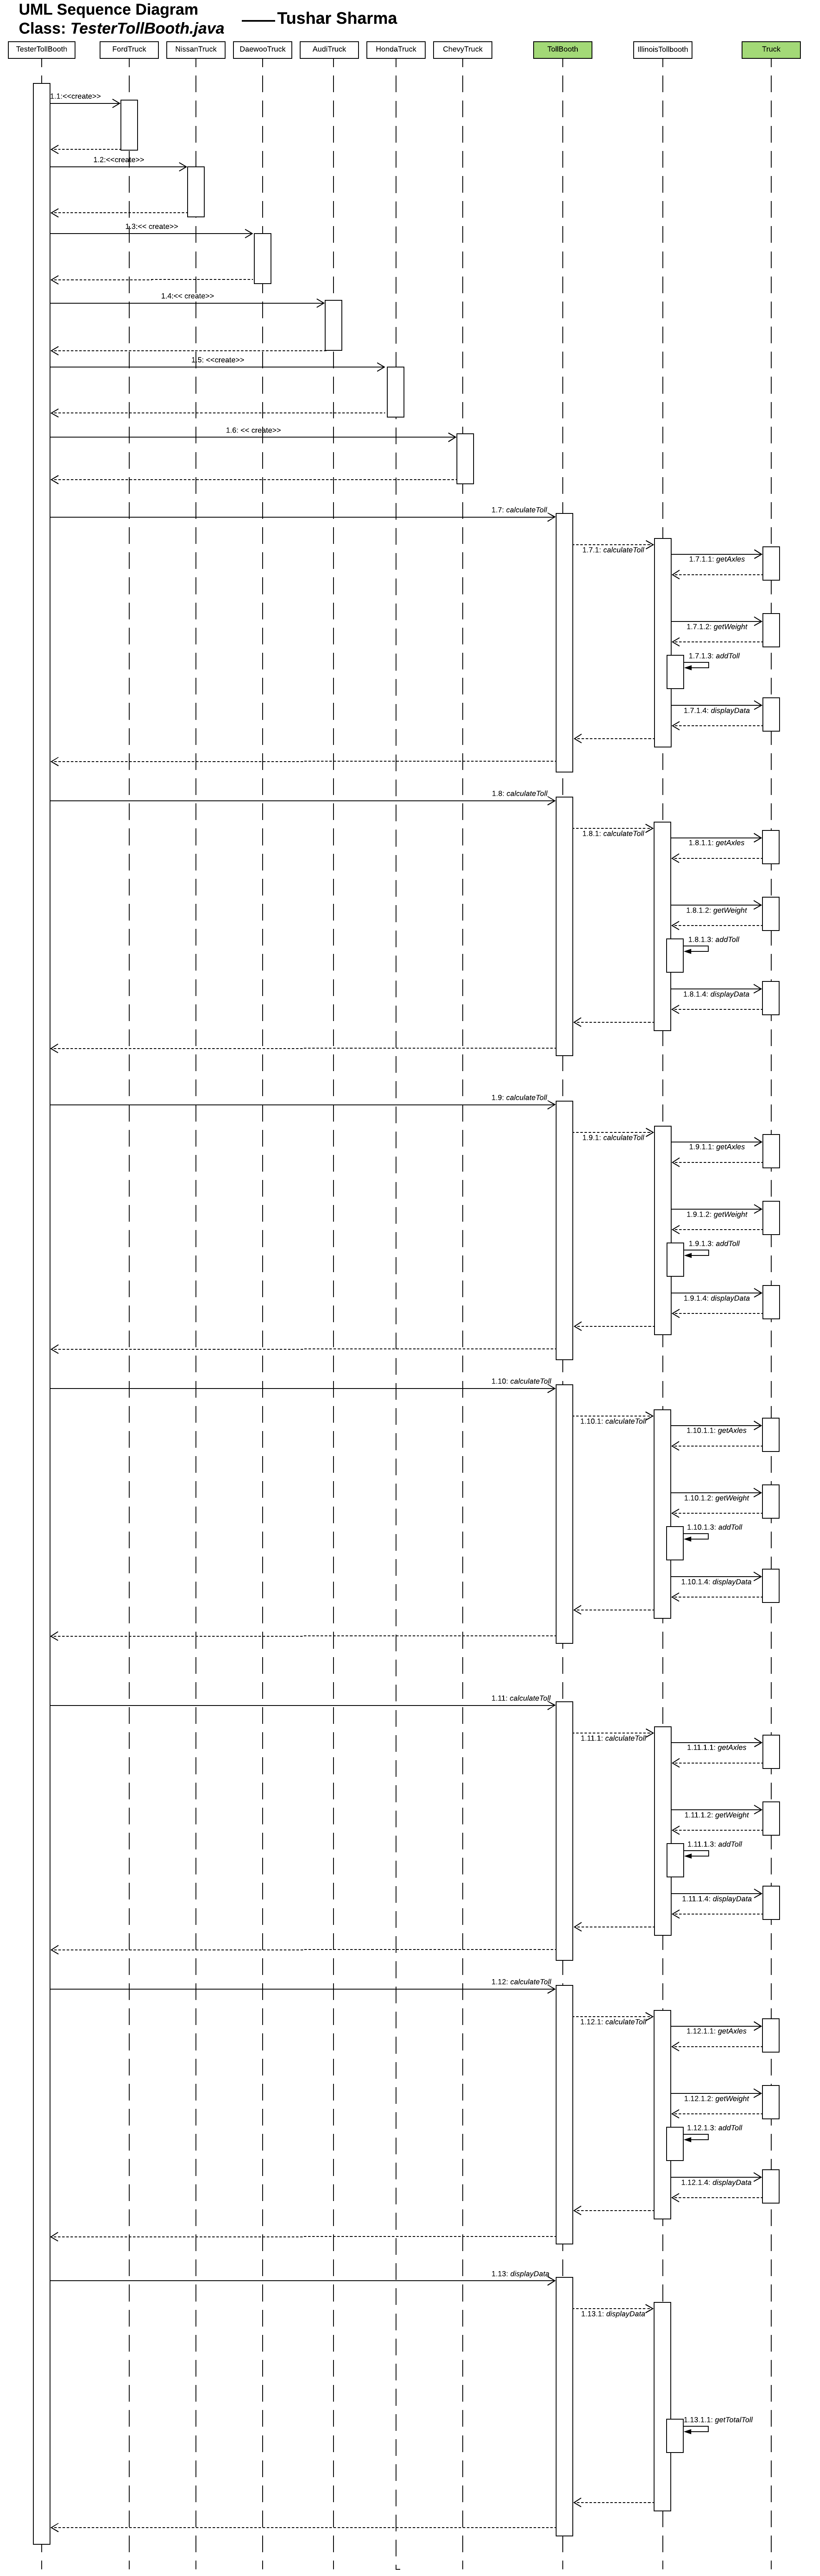 UML Sequence Diagram
Class: TesterTollBooth.java
Tushar Sharma
TesterTollBooth
FordTruck
NissanTruck
DaewooTruck
AudiTruck
HondaTruck
ChevyTruck
TollBooth
IllinoisTollbooth
Truck
1.1:<<create>>
1.2:<<create>>
1.3:<< create>>
1.4:<< create>>
1.5: <<create>>
1.6: << create>>
1.7: calculateToll
1.7.1: calculateToll
1.7.1.1: getAxles
1.7.1.2: getWeight
1.7.1.3: addToll
1.7.1.4: displayData
1.8: calculateToll
1.8.1: calculateToll
1.8.1.1: getAxles
1.8.1.2: getWeight
1.8.1.3: addToll
1.8.1.4: displayData
1.9: calculateToll
1.9.1: calculateToll
1.9.1.1: getAxles
1.9.1.2: getWeight
1.9.1.3: addToll
1.9.1.4: displayData
1.10: calculateToll
1.10.1: calculateToll
1.10.1.1: getAxles
1.10.1.2: getWeight
1.10.1.3: addToll
1.10.1.4: displayData
1.11: calculateToll
1.11.1: calculateToll
1.11.1.1: getAxles
1.11.1.2: getWeight
1.11.1.3: addToll
1.11.1.4: displayData
1.12: calculateToll
1.12.1: calculateToll
1.12.1.1: getAxles
1.12.1.2: getWeight
1.12.1.3: addToll
1.12.1.4: displayData
1.13: displayData
1.13.1: displayData
1.13.1.1: getTotalToll